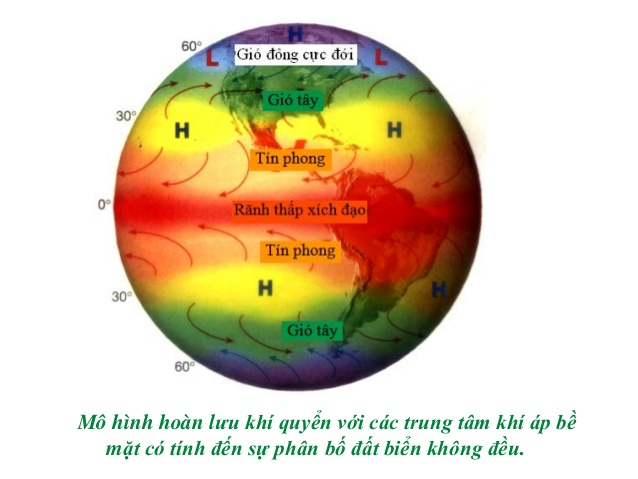 H
60°
L
Gió đông cực đới
L
Gió tây
30°
H
H
Tín phong
0°
Rãnh thấp xích đạo
Tín phong
H
H
30°
Gió tây
60°
Mô hình hoàn lưu khí quyển với các trung tâm khí áp bề
mặt có tính đến sự phân bố đất biển không đều.